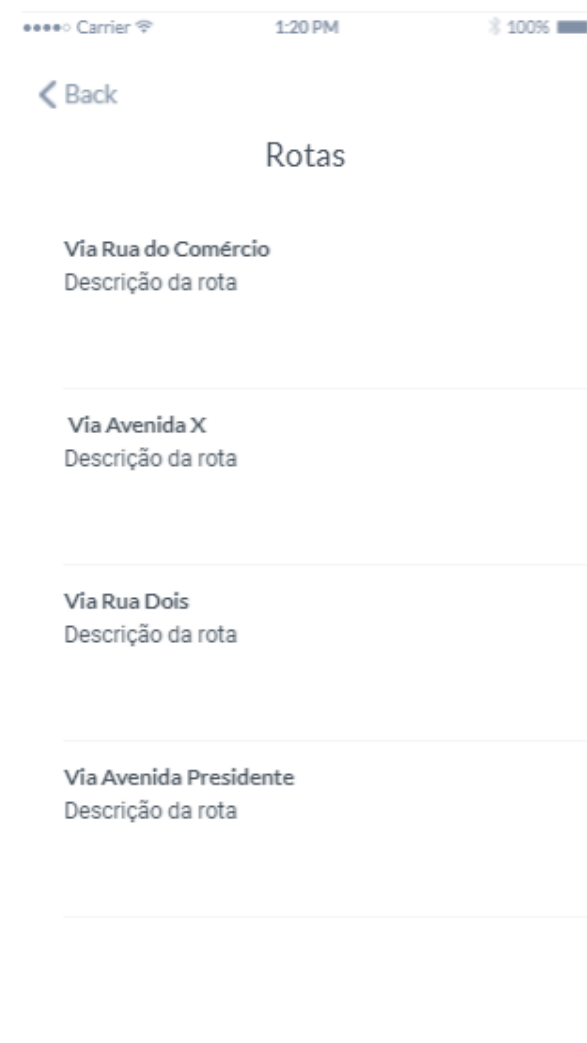 Carrier 1:20 PM 100%
Back
Rotas
Via Rua do Comércio
Descrição da rota
Via Avenida X
Descrição da rota
Via Rua Dois
Descrição da rota
Via Avenida Presidente
Descrição da rota